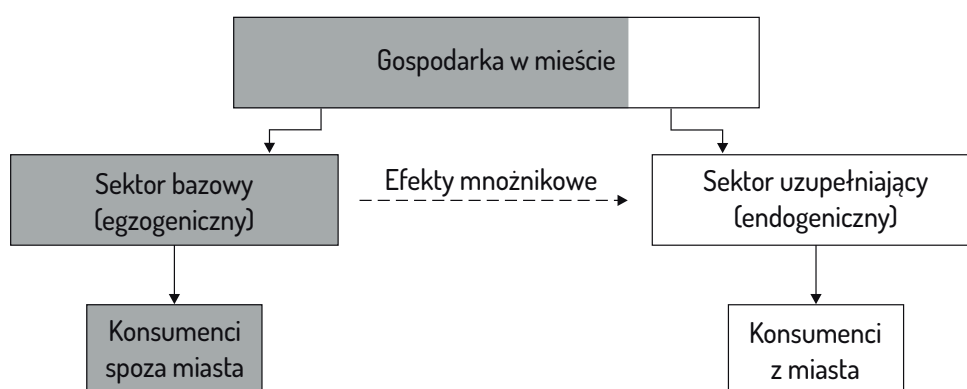 Gospodarka w mieście
Sektor bazowy
(egzogeniczny)
Efekty mnożnikowe
Sektor uzupełniający
(endogeniczny)
Konsumenci
spoza miasta
Konsumenci
z miasta